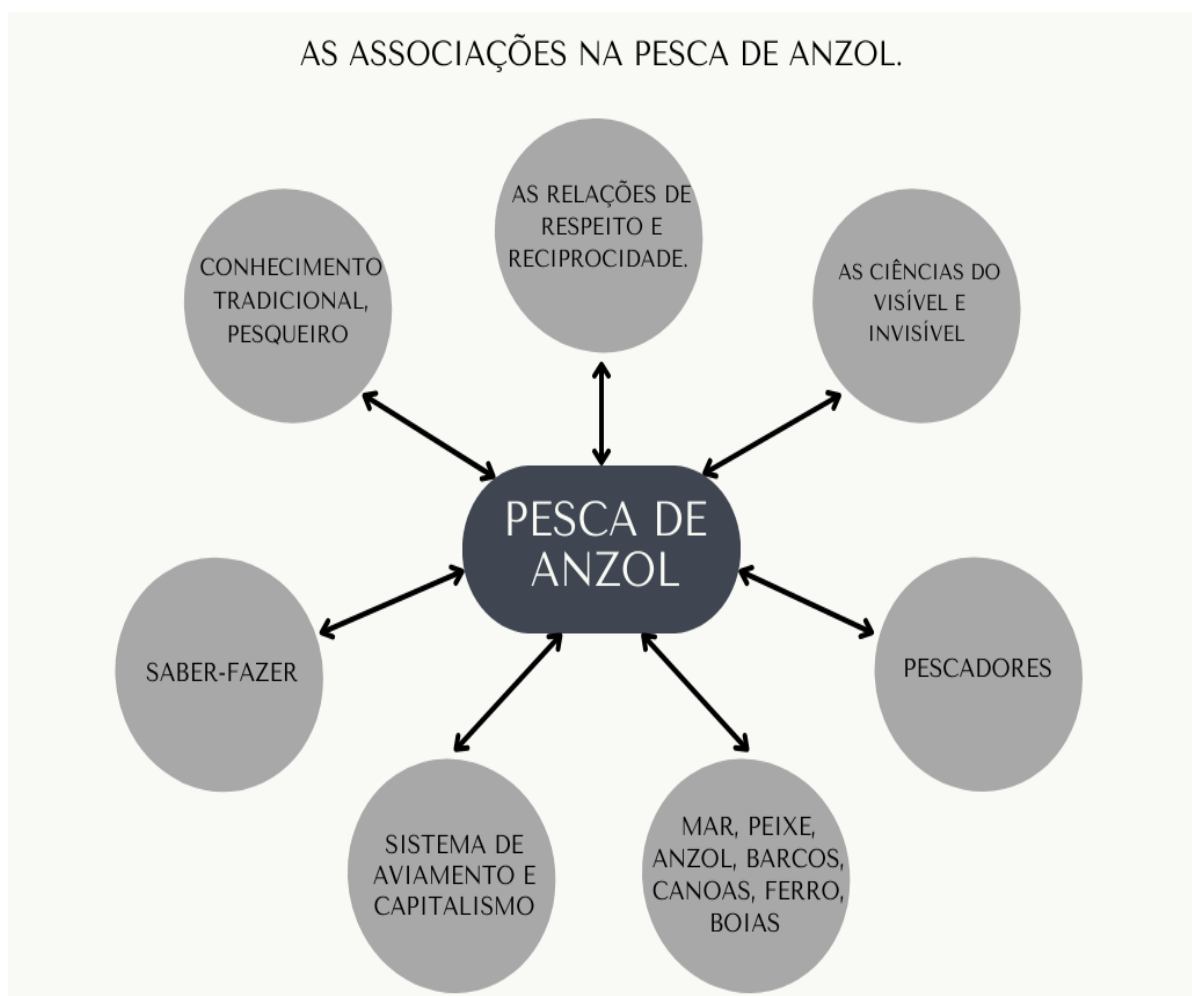 AS ASSOCIAÇÕES NA PESCA DE ANZOL.
AS RELAÇÕES DE
RESPEITO E
RECIPROCIDADE.
CONHECIMENTO
TRADICIONAL,
PESQUEIRO
AS CIÊNCIAS DO
VISÍVEL E
INVISÍVEL
PESCA DE
ANZOL
SABER-FAZER
PESCADORES
SISTEMA DE
AVIAMENTO E
CAPITALISMO
MAR, PEIXE,
ANZOL, BARCOS,
CANOAS, FERRO,
BOIAS